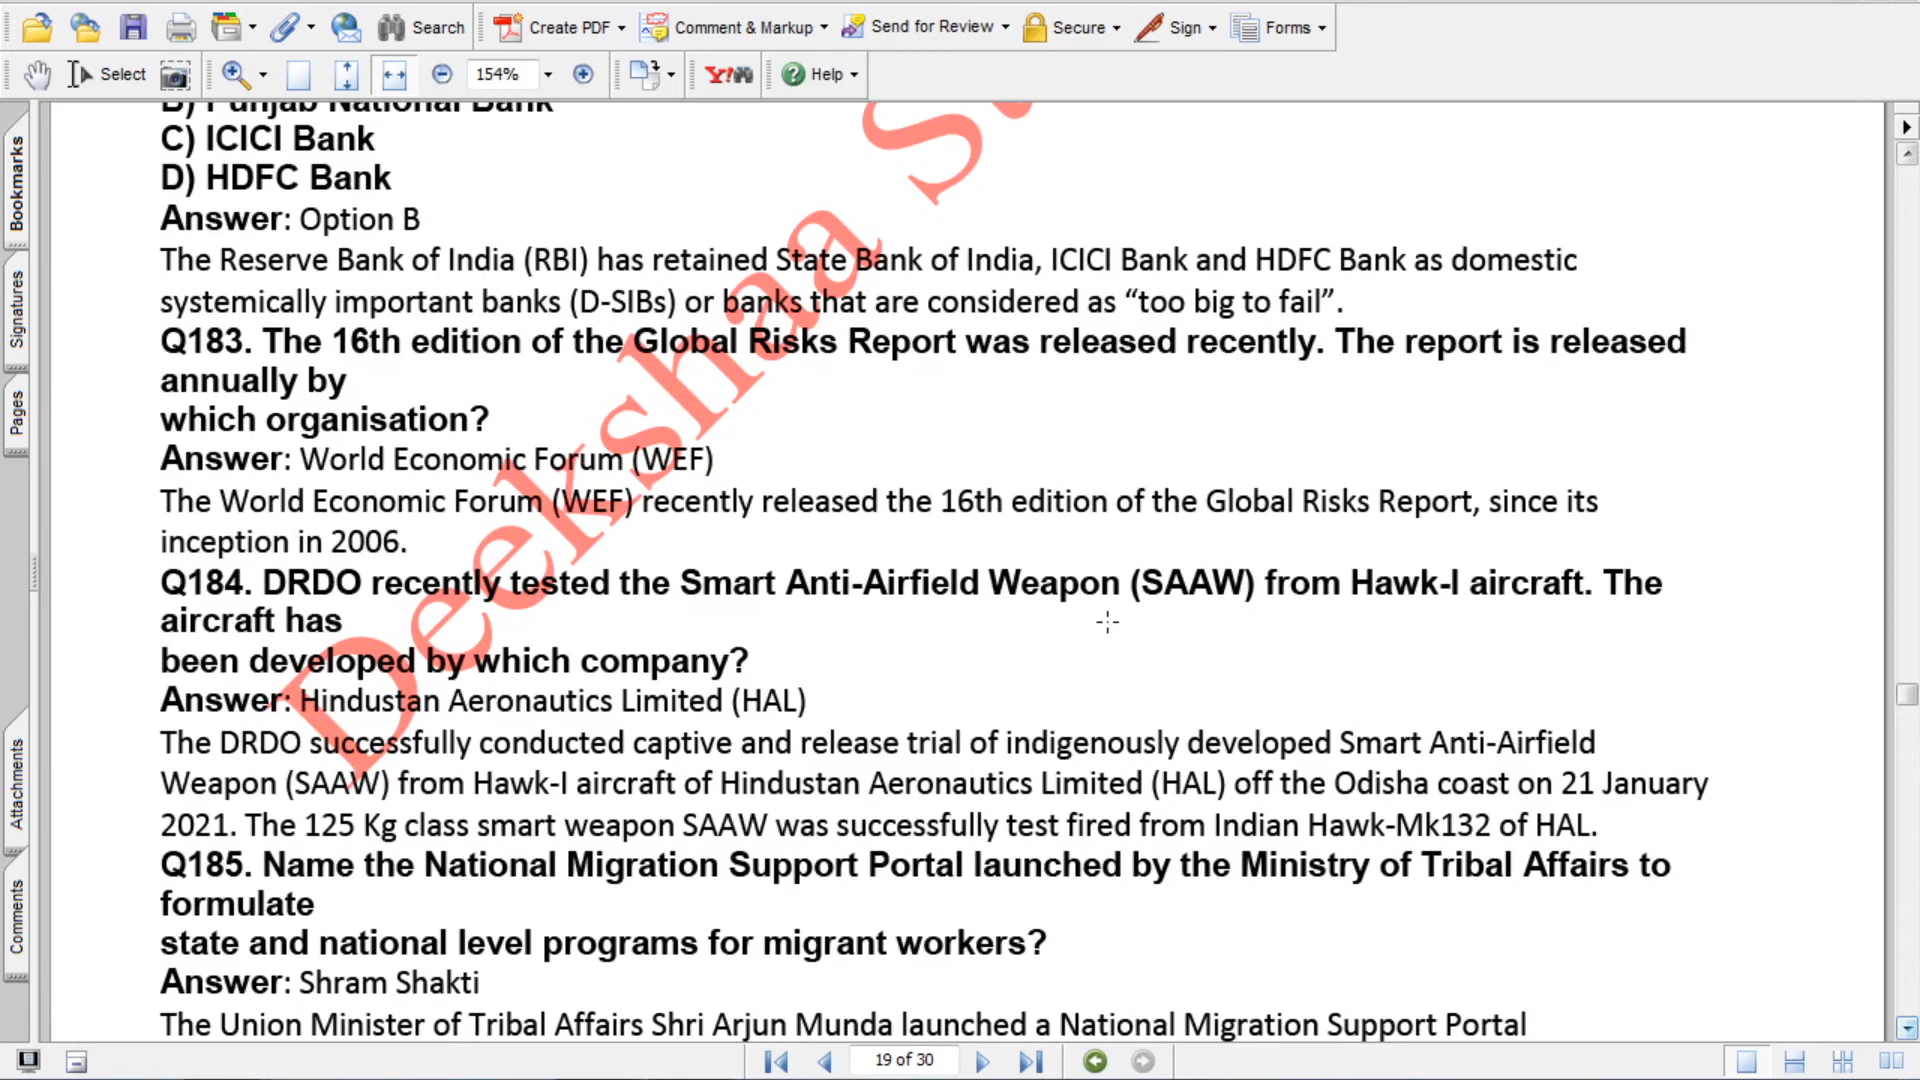 Search
Create PDF
Comment & Markup
Send for Review
Secure
Sign
Forms
Select
154%
Y!
Help
Bookmarks
Signatures
Pages
Attachments
Comments
B) Punjab National Bank
C) ICICI Bank
D) HDFC Bank
Answer: Option B
The Reserve Bank of India (RBI) has retained State Bank of India, ICICI Bank and HDFC Bank as domestic
systemically important banks (D-SIBs) or banks that are considered as “too big to fail”.
Q183. The 16th edition of the Global Risks Report was released recently. The report is released
annually by
which organisation?
Answer: World Economic Forum (WEF)
The World Economic Forum (WEF) recently released the 16th edition of the Global Risks Report, since its
inception in 2006.
Q184. DRDO recently tested the Smart Anti-Airfield Weapon (SAAW) from Hawk-I aircraft. The
aircraft has
been developed by which company?
Answer: Hindustan Aeronautics Limited (HAL)
The DRDO successfully conducted captive and release trial of indigenously developed Smart Anti-Airfield
Weapon (SAAW) from Hawk-I aircraft of Hindustan Aeronautics Limited (HAL) off the Odisha coast on 21 January
2021. The 125 Kg class smart weapon SAAW was successfully test fired from Indian Hawk-Mk132 of HAL.
Q185. Name the National Migration Support Portal launched by the Ministry of Tribal Affairs to
formulate
state and national level programs for migrant workers?
Answer: Shram Shakti
The Union Minister of Tribal Affairs Shri Arjun Munda launched a National Migration Support Portal
Deekshaa S
19 of 30